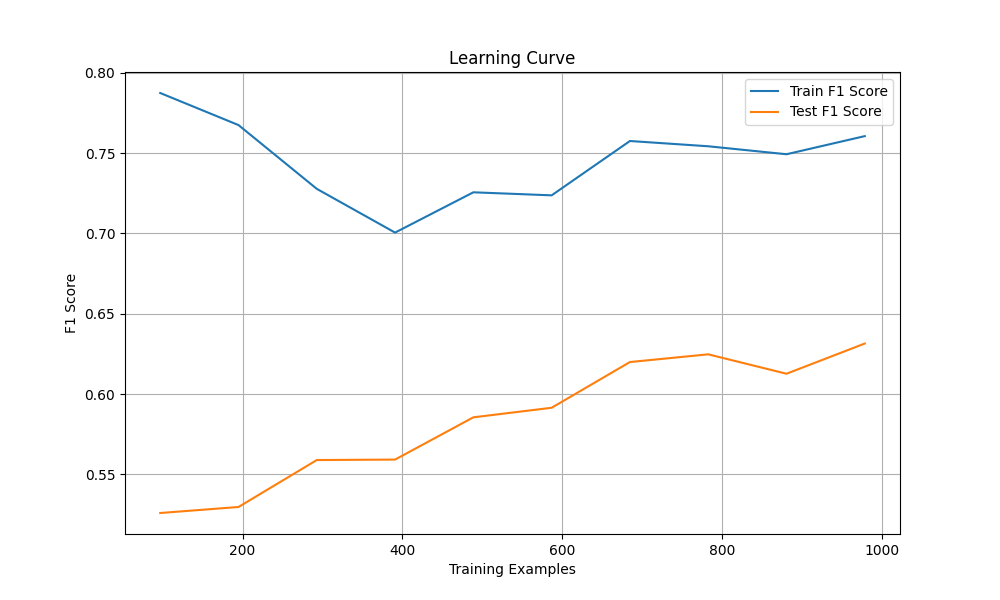 Learning Curve
Train F1 Score
Test F1 Score
0.80
0.75
0.70
0.65
0.60
0.55
F1 Score
200
400
600
800
1000
Training Examples